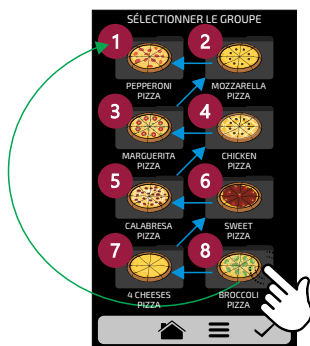 SÉLECTIONNER LE GROUPE
1
2
PEPPERONI
PIZZA
MOZZARELLA
PIZZA
3
4
MARGUERITA
PIZZA
CHICKEN
PIZZA
5
6
CALABRESA
PIZZA
SWEET
PIZZA
7
8
4 CHEESES
PIZZA
BROCCOLI
PIZZA